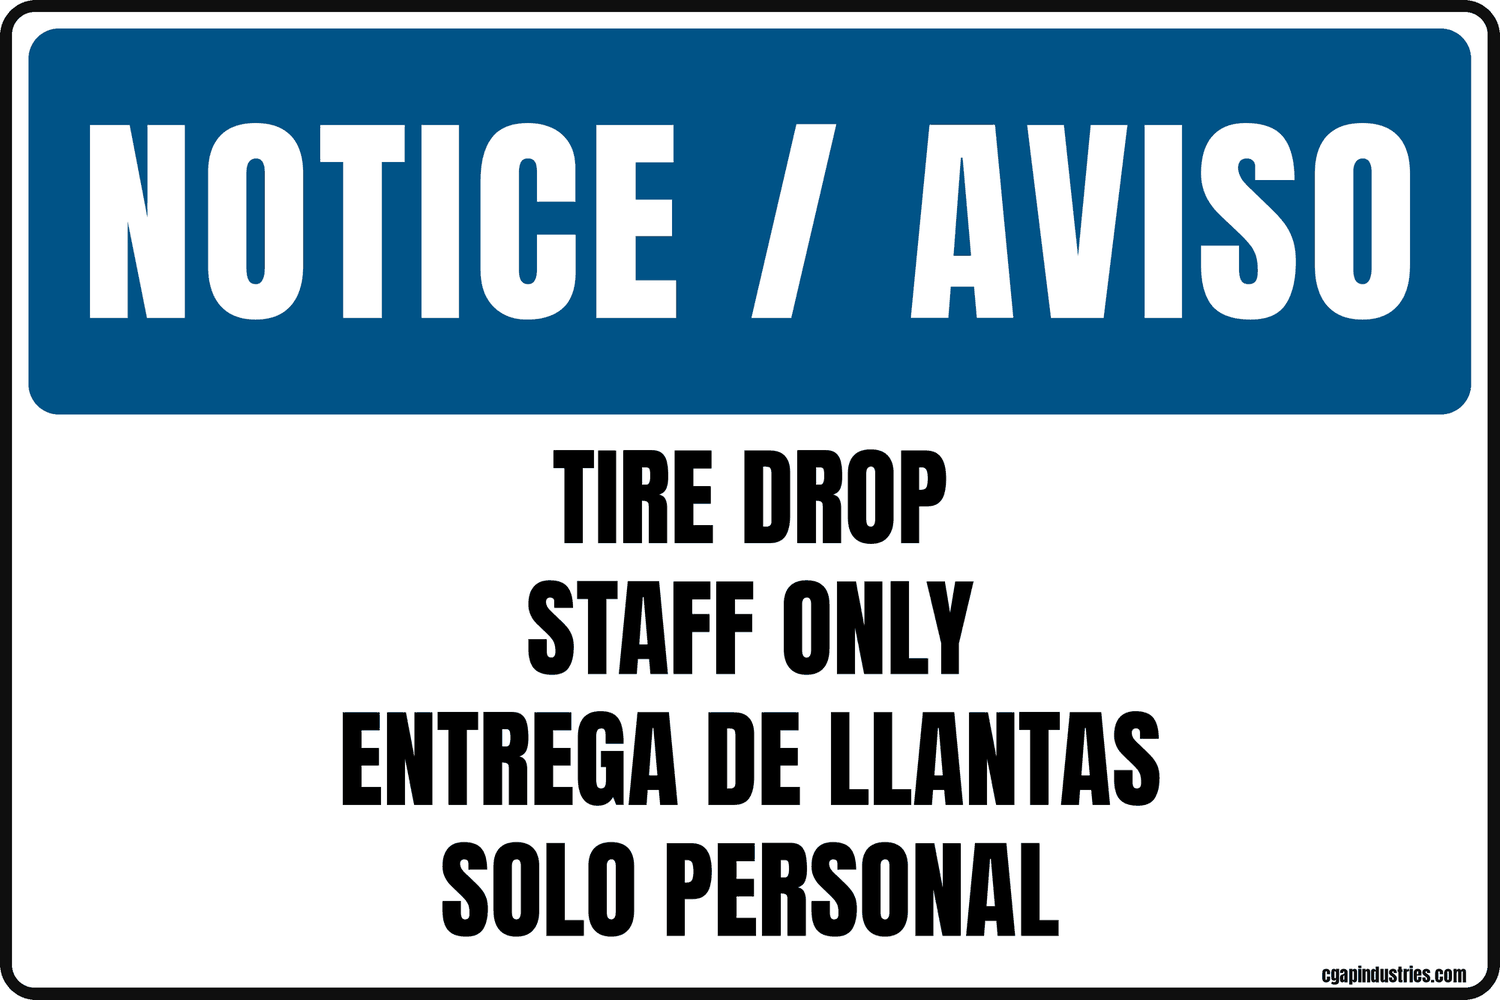 NOTICE / AVISO
TIRE DROP
STAFF ONLY
ENTREGA DE LLANTAS
SOLO PERSONAL
cgapindustries.com